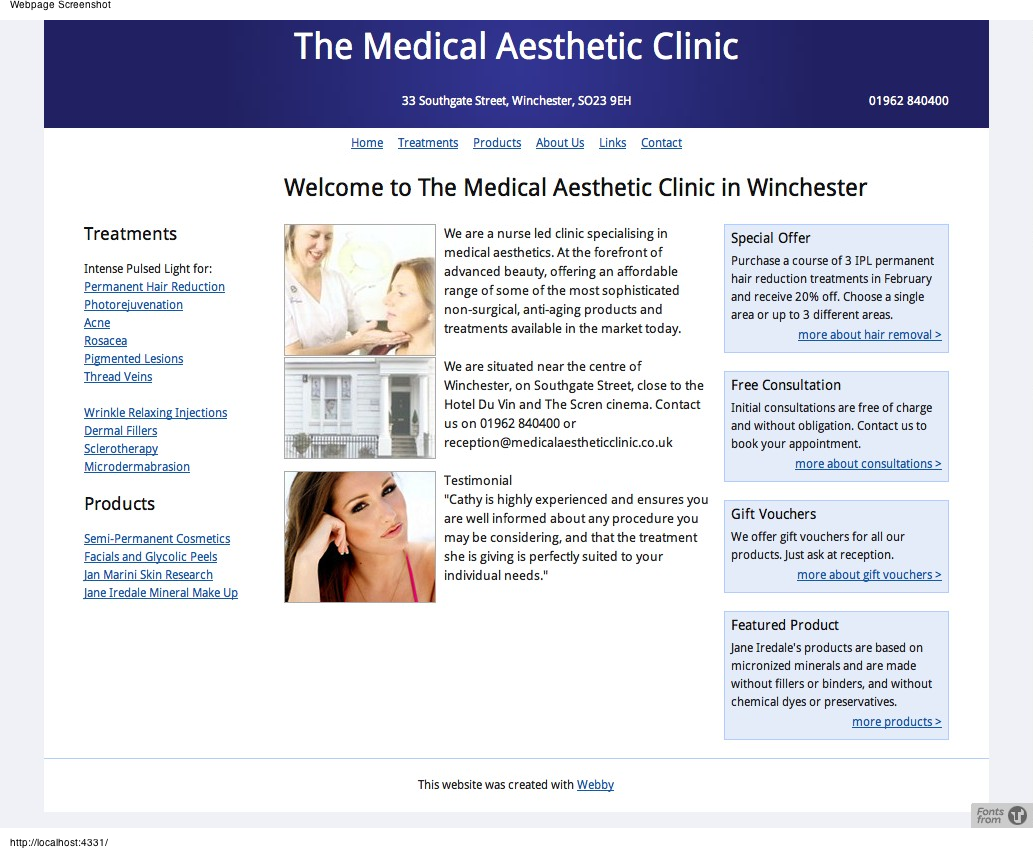 Webpage Screenshot
The Medical Aesthetic Clinic
33 Southgate Street, Winchester, SO23 9EH
01962 840400
Home Treatments Products About Us Links Contact
Welcome to The Medical Aesthetic Clinic in Winchester
Treatments
Intense Pulsed Light for:
Permanent Hair Reduction
Photorejuvenation
Acne
Rosacea
Pigmented Lesions
Thread Veins
Wrinkle Relaxing Injections
Dermal Fillers
Sclerotherapy
Microdermabrasion
Products
Semi-Permanent Cosmetics
Facials and Glycolic Peels
Jan Marini Skin Research
Jane Iredale Mineral Make Up
We are a nurse led clinic specialising in
medical aesthetics. At the forefront of
advanced beauty, offering an affordable
range of some of the most sophisticated
non-surgical, anti-aging products and
treatments available in the market today.
We are situated near the centre of
Winchester, on Southgate Street, close to the
Hotel Du Vin and The Scren cinema. Contact
us on 01962 840400 or
reception@medicalaestheticclinic.co.uk
Testimonial
"Cathy is highly experienced and ensures you
are well informed about any procedure you
may be considering, and that the treatment
she is giving is perfectly suited to your
individual needs."
Special Offer
Purchase a course of 3 IPL permanent
hair reduction treatments in February
and receive 20% off. Choose a single
area or up to 3 different areas.
more about hair removal >
Free Consultation
Initial consultations are free of charge
and without obligation. Contact us to
book your appointment.
more about consultations >
Gift Vouchers
We offer gift vouchers for all our
products. Just ask at reception.
more about gift vouchers >
Featured Product
Jane Iredale's products are based on
micronized minerals and are made
without fillers or binders, and without
chemical dyes or preservatives.
more products >
This website was created with Webby
Fonts
from
http://localhost:4331/